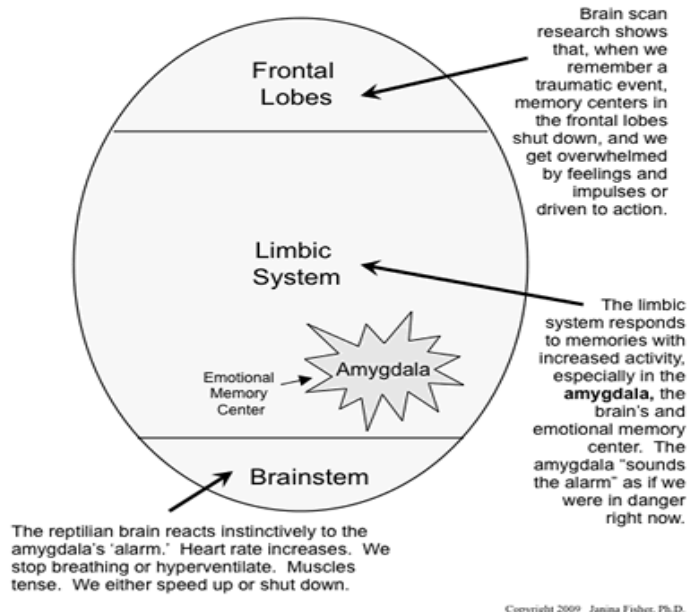 Frontal
Lobes
Brain scan
research shows
that, when we
remember a
traumatic event,
memory centers in
the frontal lobes
shut down, and we
get overwhelmed
by feelings and
impulses or
driven to action.
Limbic
System
The limbic
system responds
to memories with
increased activity,
especially in the
amygdala, the
brain's and
emotional memory
center. The
amygdala "sounds
the alarm" as if we
were in danger
right now.
Emotional
Memory
Center
Amygdala
Brainstem
The reptilian brain reacts instinctively to the
amygdala's 'alarm.' Heart rate increases. We
stop breathing or hyperventilate. Muscles
tense. We either speed up or shut down.
Copyright 2009 Janina Fisher, Ph.D.